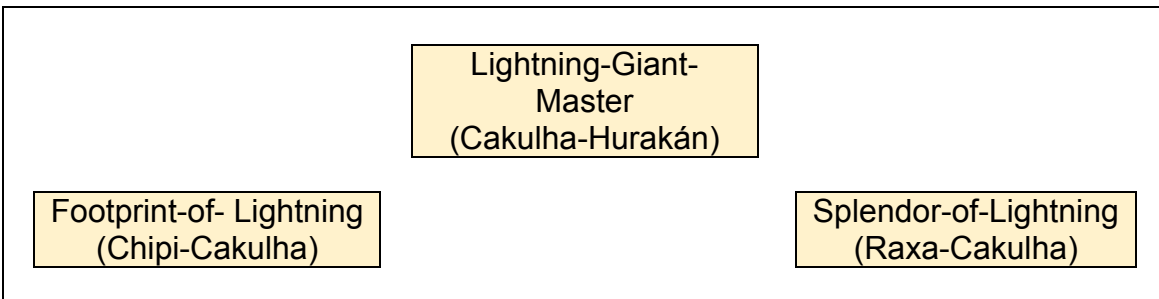 Lightning-Giant-
Master
(Cakulha-Hurakán)
Footprint-of- Lightning
(Chipi-Cakulha)
Splendor-of-Lightning
(Raxa-Cakulha)